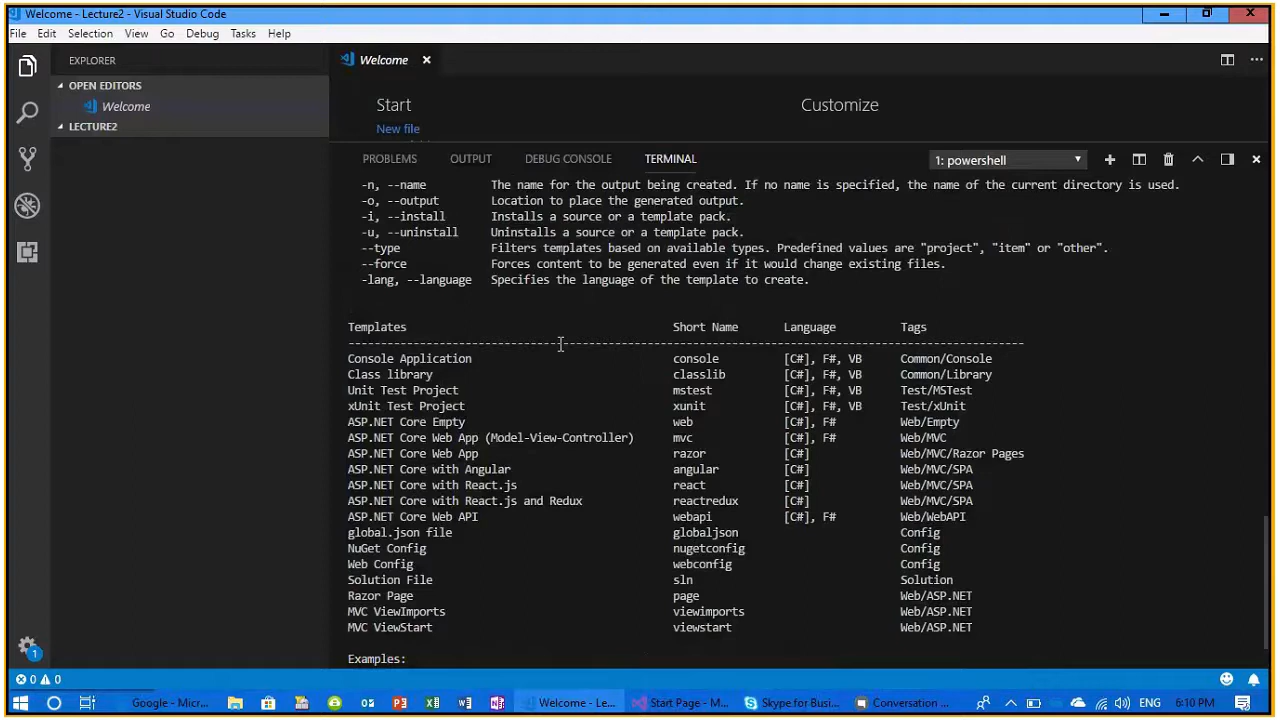 Welcome - Lecture2 - Visual Studio Code
File Edit Selection View Go Debug Tasks Help
EXPLORER
OPEN EDITORS
Welcome
LECTURE2
Welcome
Start Customize
New file
PROBLEMS OUTPUT DEBUG CONSOLE TERMINAL 1: powershell
-n, --name The name for the output being created. If no name is specified, the name of the current directory is used.
-o, --output Location to place the generated output.
-i, --install Installs a source or a template pack.
-u, --uninstall Uninstalls a source or a template pack.
--type Filters templates based on available types. Predefined values are "project", "item" or "other".
--force Forces content to be generated even if it would change existing files.
-lang, --language Specifies the language of the template to create.
Templates Short Name Language Tags
--------------------------------------------------------------------------------------------------------
Console Application console [C#], F#, VB Common/Console
Class library classlib [C#], F#, VB Common/Library
Unit Test Project mstest [C#], F#, VB Test/MSTest
xUnit Test Project xunit [C#], F#, VB Test/xUnit
ASP.NET Core Empty web [C#], F# Web/Empty
ASP.NET Core Web App (Model-View-Controller) mvc [C#], F# Web/MVC
ASP.NET Core Web App razor [C#] Web/MVC/Razor Pages
ASP.NET Core with Angular angular [C#] Web/MVC/SPA
ASP.NET Core with React.js react [C#] Web/MVC/SPA
ASP.NET Core with React.js and Redux reactredux [C#] Web/MVC/SPA
ASP.NET Core Web API webapi [C#], F# Web/WebAPI
global.json file globaljson Config
NuGet Config nugetconfig Config
Web Config webconfig Config
Solution File sln Solution
Razor Page page Web/ASP.NET
MVC ViewImports viewimports Web/ASP.NET
MVC ViewStart viewstart Web/ASP.NET
Examples:
1
0 0
Google - Micr... Welcome - Le... Start Page - M... Skype for Busi... Conversation ... ENG 6:10 PM